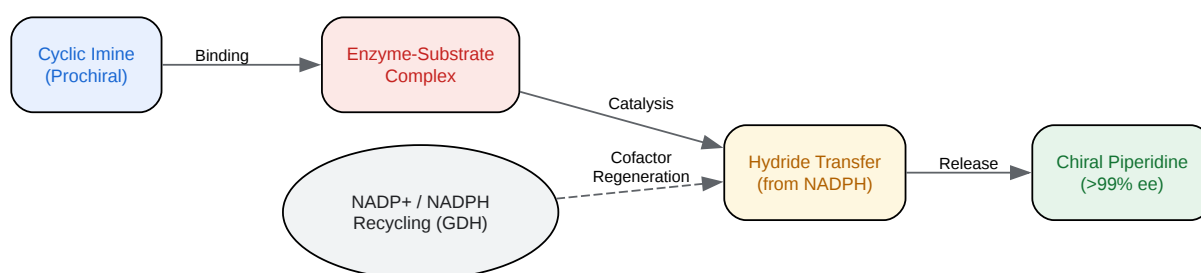 Cyclic Imine
(Prochiral)
Binding
Enzyme-Substrate
Complex
Catalysis
Cofactor
Regeneration
NADP+ / NADPH
Recycling (GDH)
Hydride Transfer
(from NADPH)
Release
Chiral Piperidine
(>99% ee)